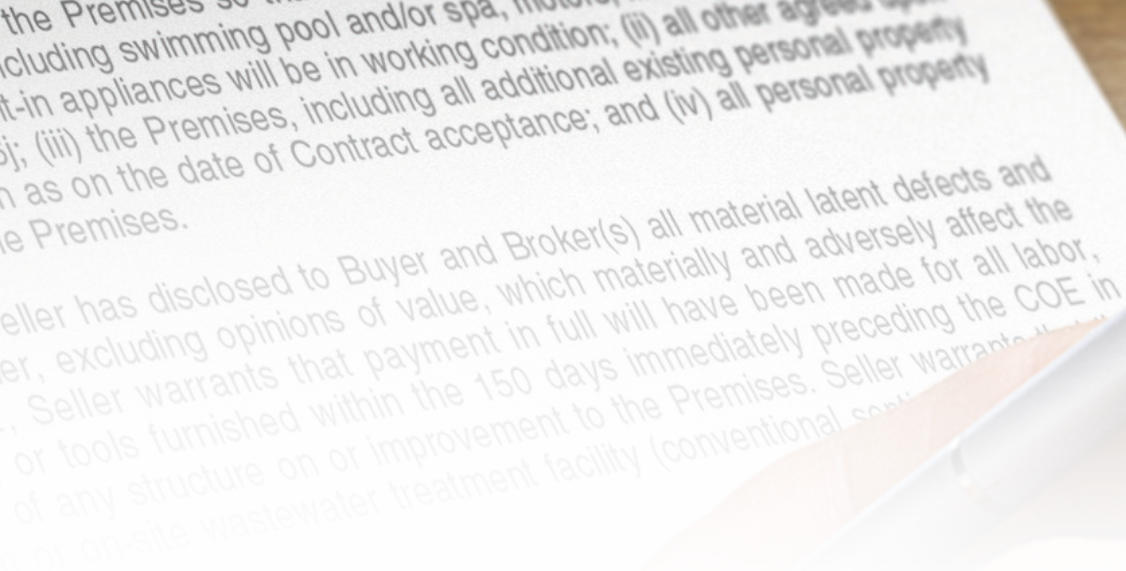 the Premises so
cluding swimming pool and/or spa, motors,
t-in appliances will be in working condition; (ii) all other agreed upon
j; (iii) the Premises, including all additional existing personal property
as on the date of Contract acceptance; and (iv) all personal property
e Premises.
eller has disclosed to Buyer and Broker(s) all material latent defects and
er, excluding opinions of value, which materially and adversely affect the
Seller warrants that payment in full will have been made for all labor,
or tools furnished within the 150 days immediately preceding the COE in
of any structure on or improvement to the Premises. Seller warrants that
or on-site wastewater treatment facility (conventional